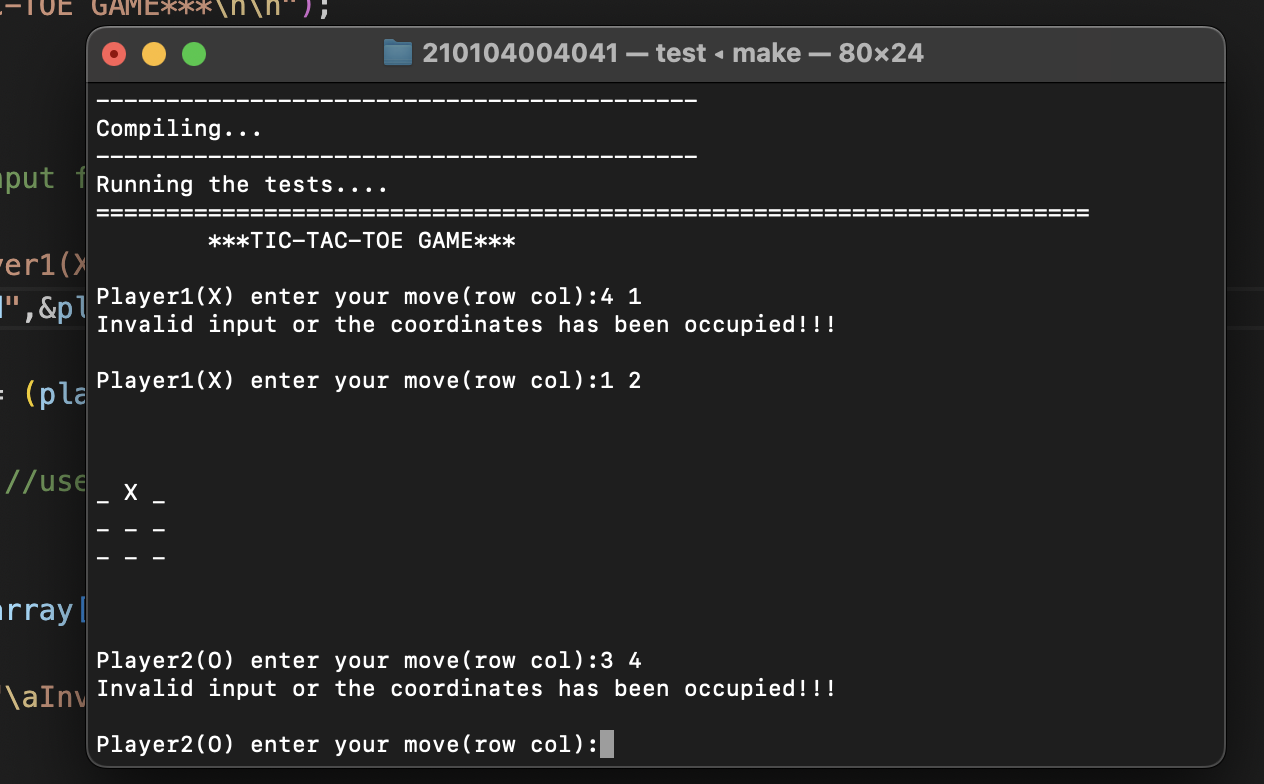 C-TOE GAME***\n\n");
210104004041 — test ◂ make — 80×24
-------------------------------------------
Compiling...
-------------------------------------------
Running the tests....
=======================================================================
***TIC-TAC-TOE GAME***
nput f
Player1(X) enter your move(row col):4 1
yer1(X
Invalid input or the coordinates has been occupied!!!
",&pl
Player1(X) enter your move(row col):1 2
= (pla
//use
_ X _
_ _ _
_ _ _
array[
Player2(O) enter your move(row col):3 4
Invalid input or the coordinates has been occupied!!!
\aInv
Player2(O) enter your move(row col):